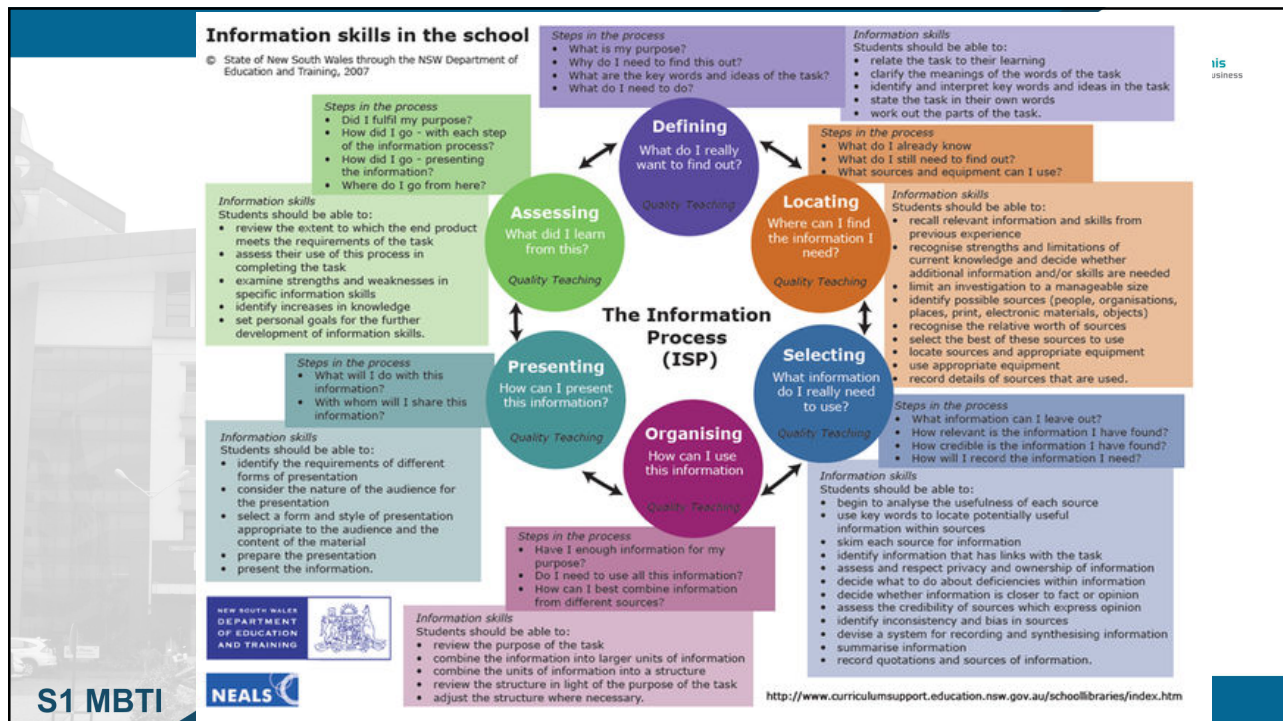 Information skills in the school
© State of New South Wales through the NSW Department of
Education and Training, 2007
Steps in the process
• What is my purpose?
• Why do I need to find this out?
• What are the key words and ideas of the task?
• What do I need to do?
Information skills
Students should be able to:
• relate the task to their learning
• clarify the meanings of the words of the task
• identify and interpret key words and ideas in the task
• state the task in their own words
• work out the parts of the task.
usiness
Defining
What do I really
want to find out?
Quality Teaching
Steps in the process
• What do I already know
• What do I still need to find out?
• What sources and equipment can I use?
Locating
Where can I find
the information I
need?
Quality Teaching
Information skills
Students should be able to:
• recall relevant information and skills from
previous experience
• recognise strengths and limitations of
current knowledge and decide whether
additional information and/or skills are needed
• limit an investigation to a manageable size
• identify possible sources (people, organisations,
places, print, electronic materials, objects)
• recognise the relative worth of sources
• select the best of these sources to use
• locate sources and appropriate equipment
• use appropriate equipment
• record details of sources that are used.
Selecting
What information
do I really need
to use?
Quality Teaching
Steps in the process
• What information can I leave out?
• How relevant is the information I have found?
• How credible is the information I have found?
• How will I record the information I need?
Information skills
Students should be able to:
• begin to analyse the usefulness of each source
• use key words to locate potentially useful
information within sources
• skim each source for information
• identify information that has links with the task
• assess and respect privacy and ownership of information
• decide what to do about deficiencies within information
• decide whether information is closer to fact or opinion
• assess the credibility of sources which express opinion
• identify inconsistency and bias in sources
• devise a system for recording and synthesising information
• summarise information
• record quotations and sources of information.
Organising
How can I use
this information
Quality Teaching
Steps in the process
• Have I enough information for my
purpose?
• Do I need to use all this information?
• How can I best combine information
from different sources?
Information skills
Students should be able to:
• review the purpose of the task
• combine the information into larger units of information
• combine the units of information into a structure
• review the structure in light of the purpose of the task
• adjust the structure where necessary.
Presenting
How can I present
this information?
Quality Teaching
Steps in the process
• What will I do with this
information?
• With whom will I share this
information?
Information skills
Students should be able to:
• identify the requirements of different
forms of presentation
• consider the nature of the audience for
the presentation
• select a form and style of presentation
appropriate to the audience and the
content of the material
• prepare the presentation
• present the information.
Assessing
What did I learn
from this?
Quality Teaching
Steps in the process
• Did I fulfil my purpose?
• How did I go - with each step
of the information process?
• How did I go - presenting
the information?
• Where do I go from here?
Information skills
Students should be able to:
• review the extent to which the end product
meets the requirements of the task
• assess their use of this process in
completing the task
• examine strengths and weaknesses in
specific information skills
• identify increases in knowledge
• set personal goals for the further
development of information skills.
The Information
Process
(ISP)
NEW SOUTH WALES
DEPARTMENT
OF EDUCATION
AND TRAINING
NEALS
http://www.curriculumsupport.education.nsw.gov.au/schoollibraries/index.htm
S1 MBTI